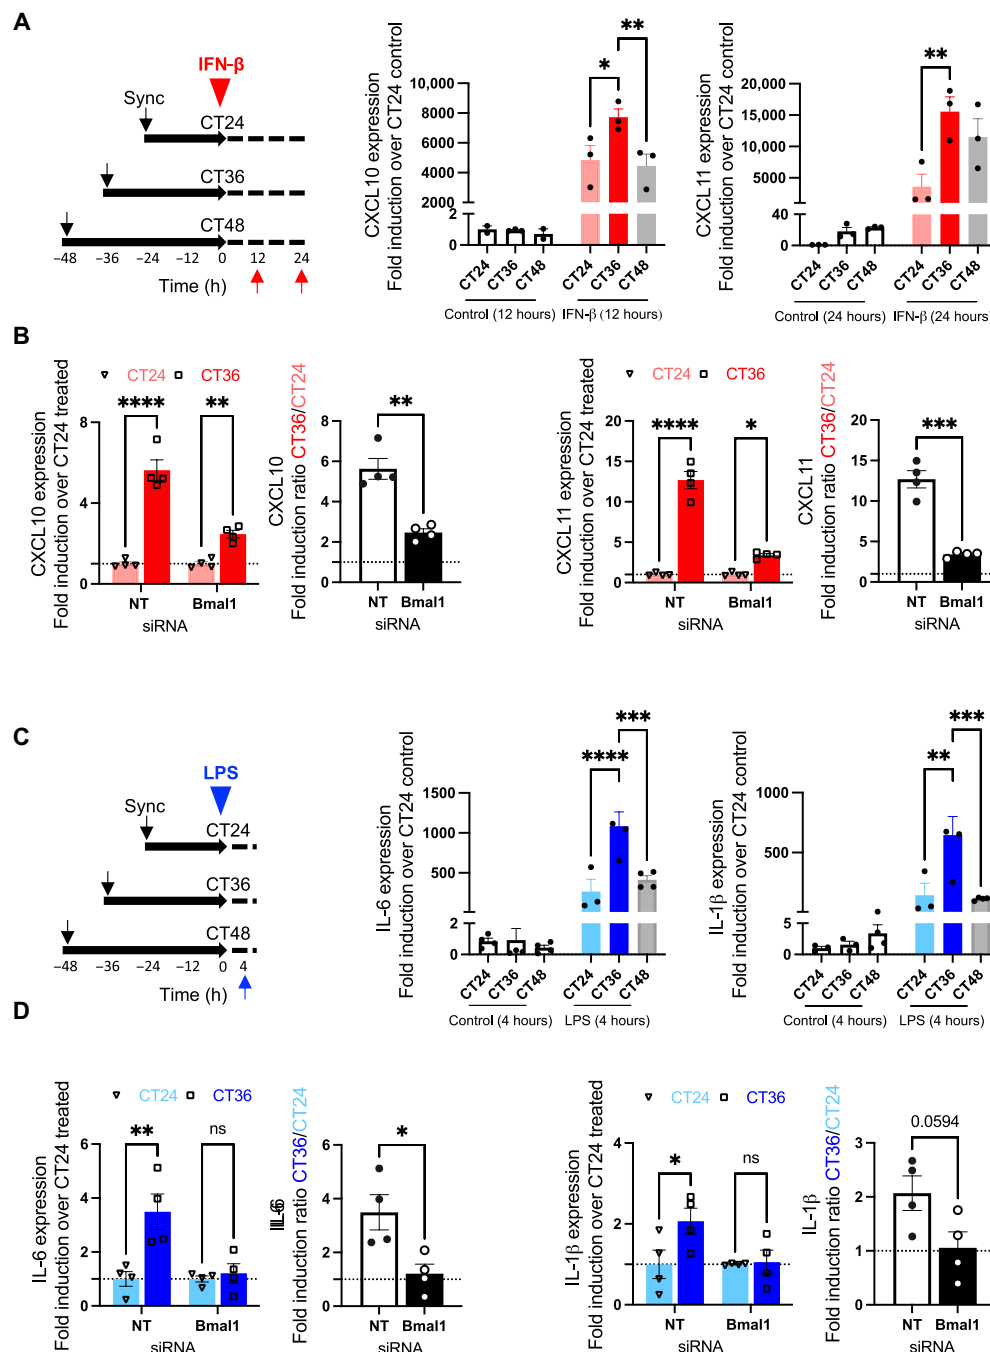 A
IFN-β
Sync
CT24
CT36
CT48
−48 −36 −24 −12 0 12 24
Time (h)
CXCL10 expression
Fold induction over CT24 control
10,000
8000
6000
4000
2000
2
0
* **
CT24 CT36 CT48 CT24 CT36 CT48
Control (12 hours) IFN-β (12 hours)
CXCL11 expression
Fold induction over CT24 control
20,000
15,000
10,000
5000
40
0
**
CT24 CT36 CT48 CT24 CT36 CT48
Control (24 hours) IFN-β (24 hours)
B
CT24 CT36
CXCL10 expression
Fold induction over CT24 treated
8
6
4
2
0
**** **
NT Bmal1
siRNA
CXCL10
Fold induction ratio CT36/CT24
8
6
4
2
0
**
NT Bmal1
siRNA
CT24 CT36
CXCL11 expression
Fold induction over CT24 treated
20
15
10
5
0
**** *
NT Bmal1
siRNA
CXCL11
Fold induction ratio CT36/CT24
20
15
10
5
0
***
NT Bmal1
siRNA
C
LPS
Sync
CT24
CT36
CT48
−48 −36 −24 −12 0 4
Time (h)
IL-6 expression
Fold induction over CT24 control
1500
1000
500
2
0
**** ***
CT24 CT36 CT48 CT24 CT36 CT48
Control (4 hours) LPS (4 hours)
IL-1β expression
Fold induction over CT24 control
1000
500
5
0
** ***
CT24 CT36 CT48 CT24 CT36 CT48
Control (4 hours) LPS (4 hours)
D
CT24 CT36
IL-6 expression
Fold induction over CT24 treated
6
4
2
0
** ns
NT Bmal1
siRNA
IIL-6
Fold induction ratio CT36/CT24
6
4
2
0
*
NT Bmal1
siRNA
CT24 CT36
IL-1β expression
Fold induction over CT24 treated
4
2
0
* ns
NT Bmal1
siRNA
IL-1β
Fold induction ratio CT36/CT24
3
2
1
0
0.0594
NT Bmal1
siRNA